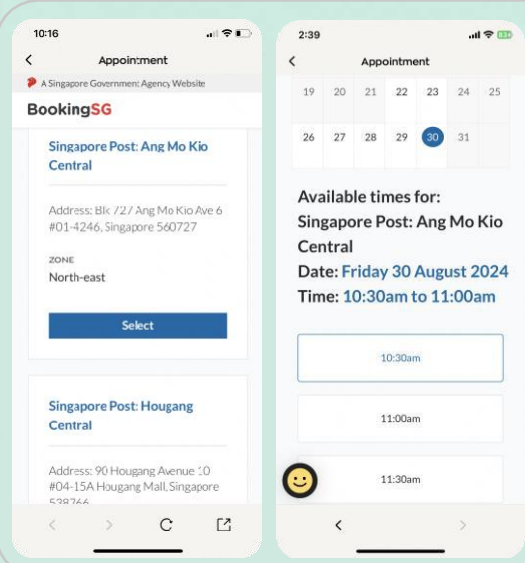 10:16
Appointment
A Singapore Government Agency Website
BookingSG
Singapore Post: Ang Mo Kio
Central
Address: Blk 727 Ang Mo Kio Ave 6
#01-4246, Singapore 560727
ZONE
North-east
Select
Singapore Post: Hougang
Central
Address: 90 Hougang Avenue 10
#04-15A Hougang Mall, Singapore
538766
2:39
Appointment
19 20 21 22 23 24 25
26 27 28 29 30 31
Available times for:
Singapore Post: Ang Mo Kio
Central
Date: Friday 30 August 2024
Time: 10:30am to 11:00am
10:30am
11:00am
11:30am